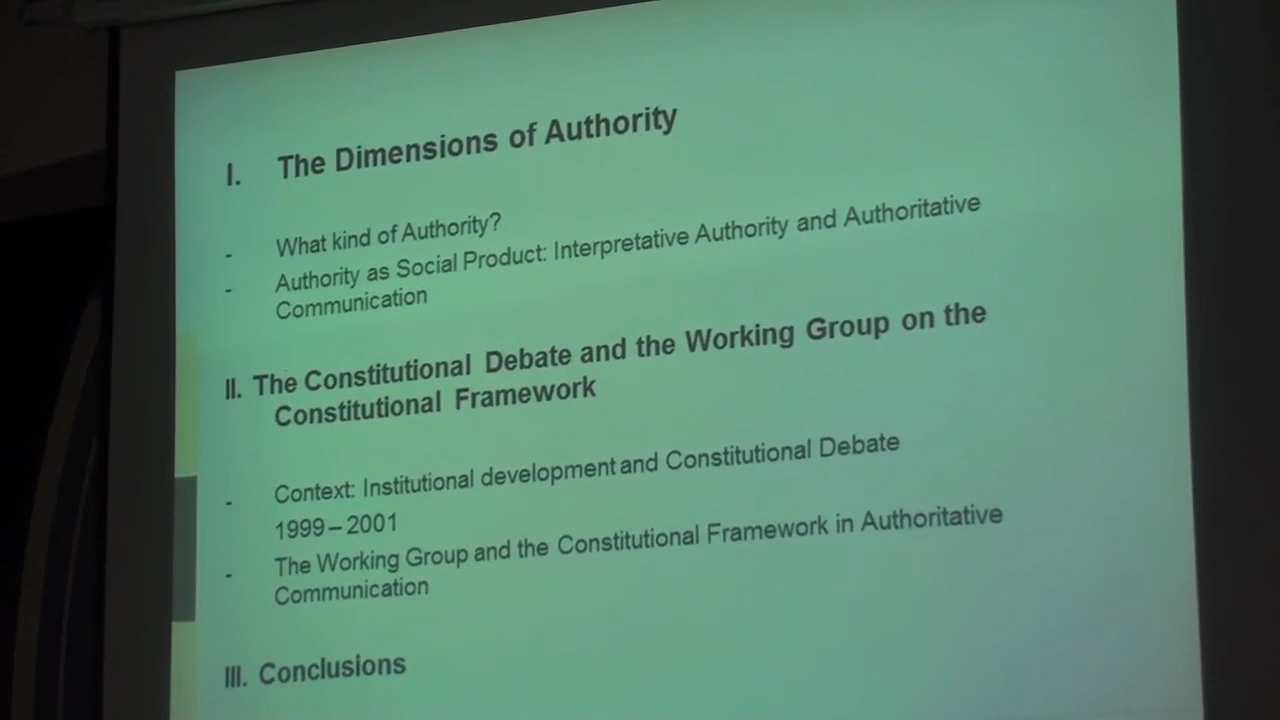 I. The Dimensions of Authority
- What kind of Authority?
- Authority as Social Product: Interpretative Authority and Authoritative
Communication
II. The Constitutional Debate and the Working Group on the
Constitutional Framework
- Context: Institutional development and Constitutional Debate
1999 – 2001
- The Working Group and the Constitutional Framework in Authoritative
Communication
III. Conclusions